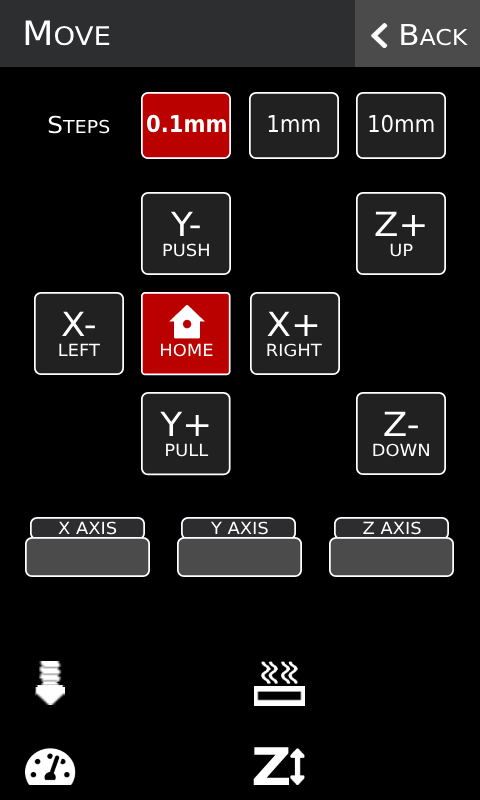 MOVE
BACK
STEPS 0.1mm 1mm 10mm
Y- Z+
PUSH UP
X- X+
LEFT HOME RIGHT
Y+ Z-
PULL DOWN
X AXIS Y AXIS Z AXIS
Z